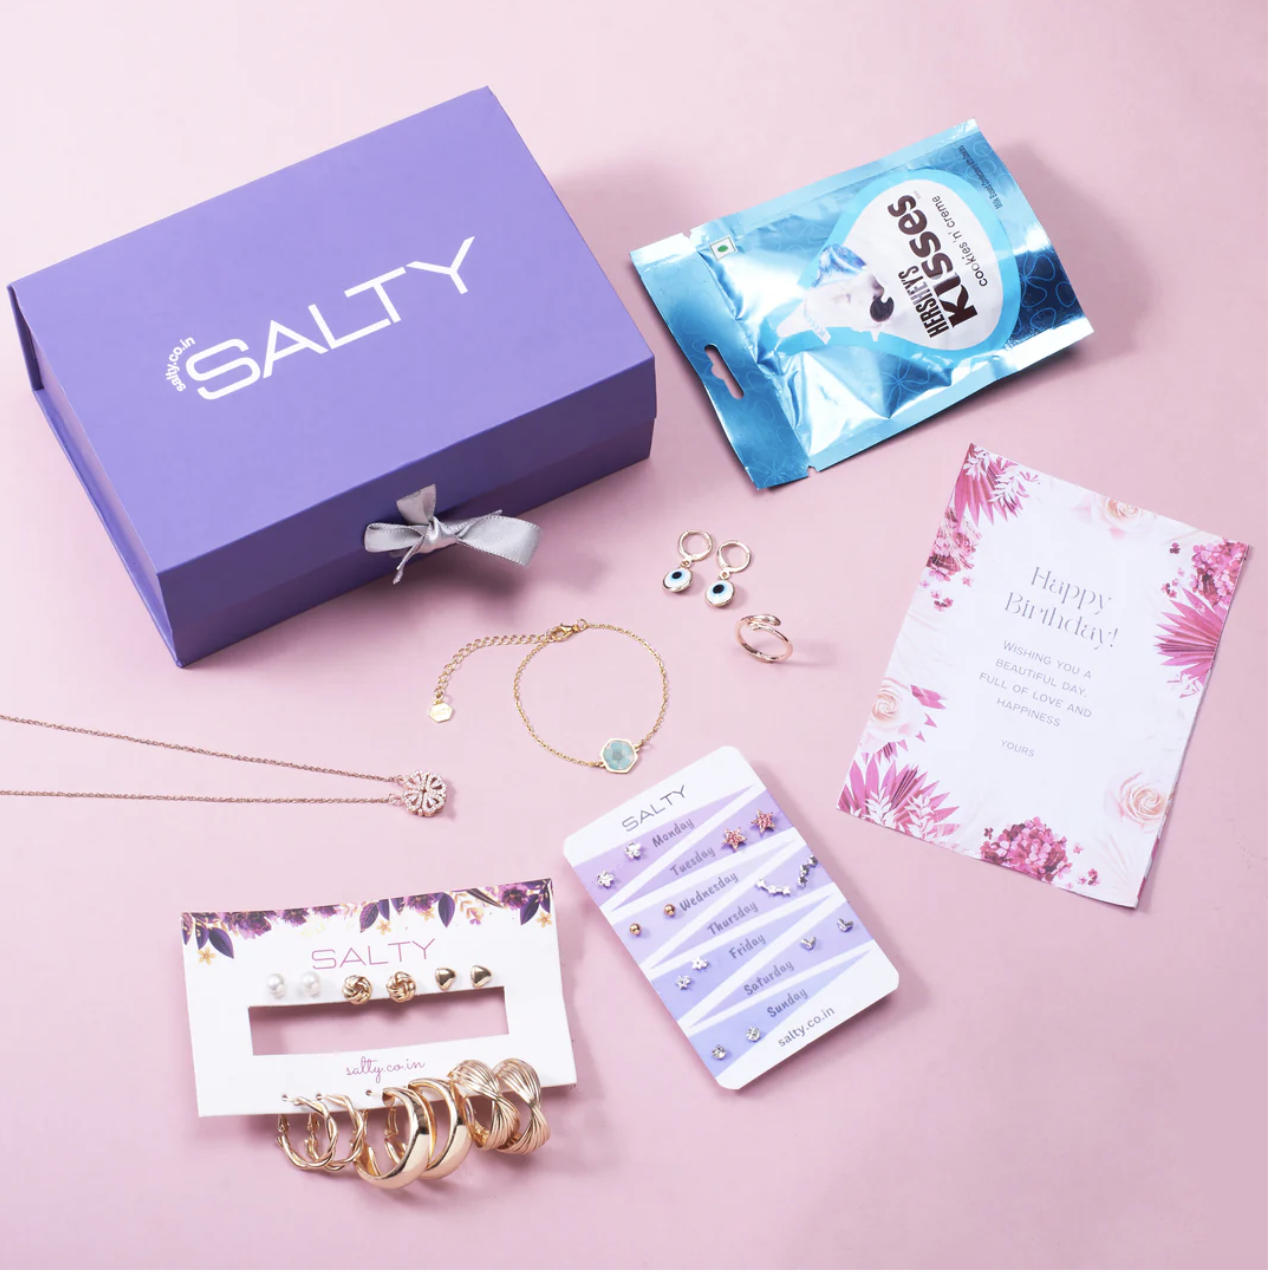 SALTY
salty.co.in
HERSHEY'S
KISSES
cookies 'n' creme
Happy
Birthday!
WISHING YOU A
BEAUTIFUL DAY,
FULL OF LOVE AND
HAPPINESS
YOURS
SALTY
Monday
Tuesday
Wednesday
Thursday
Friday
Saturday
Sunday
salty.co.in
SALTY
salty.co.in